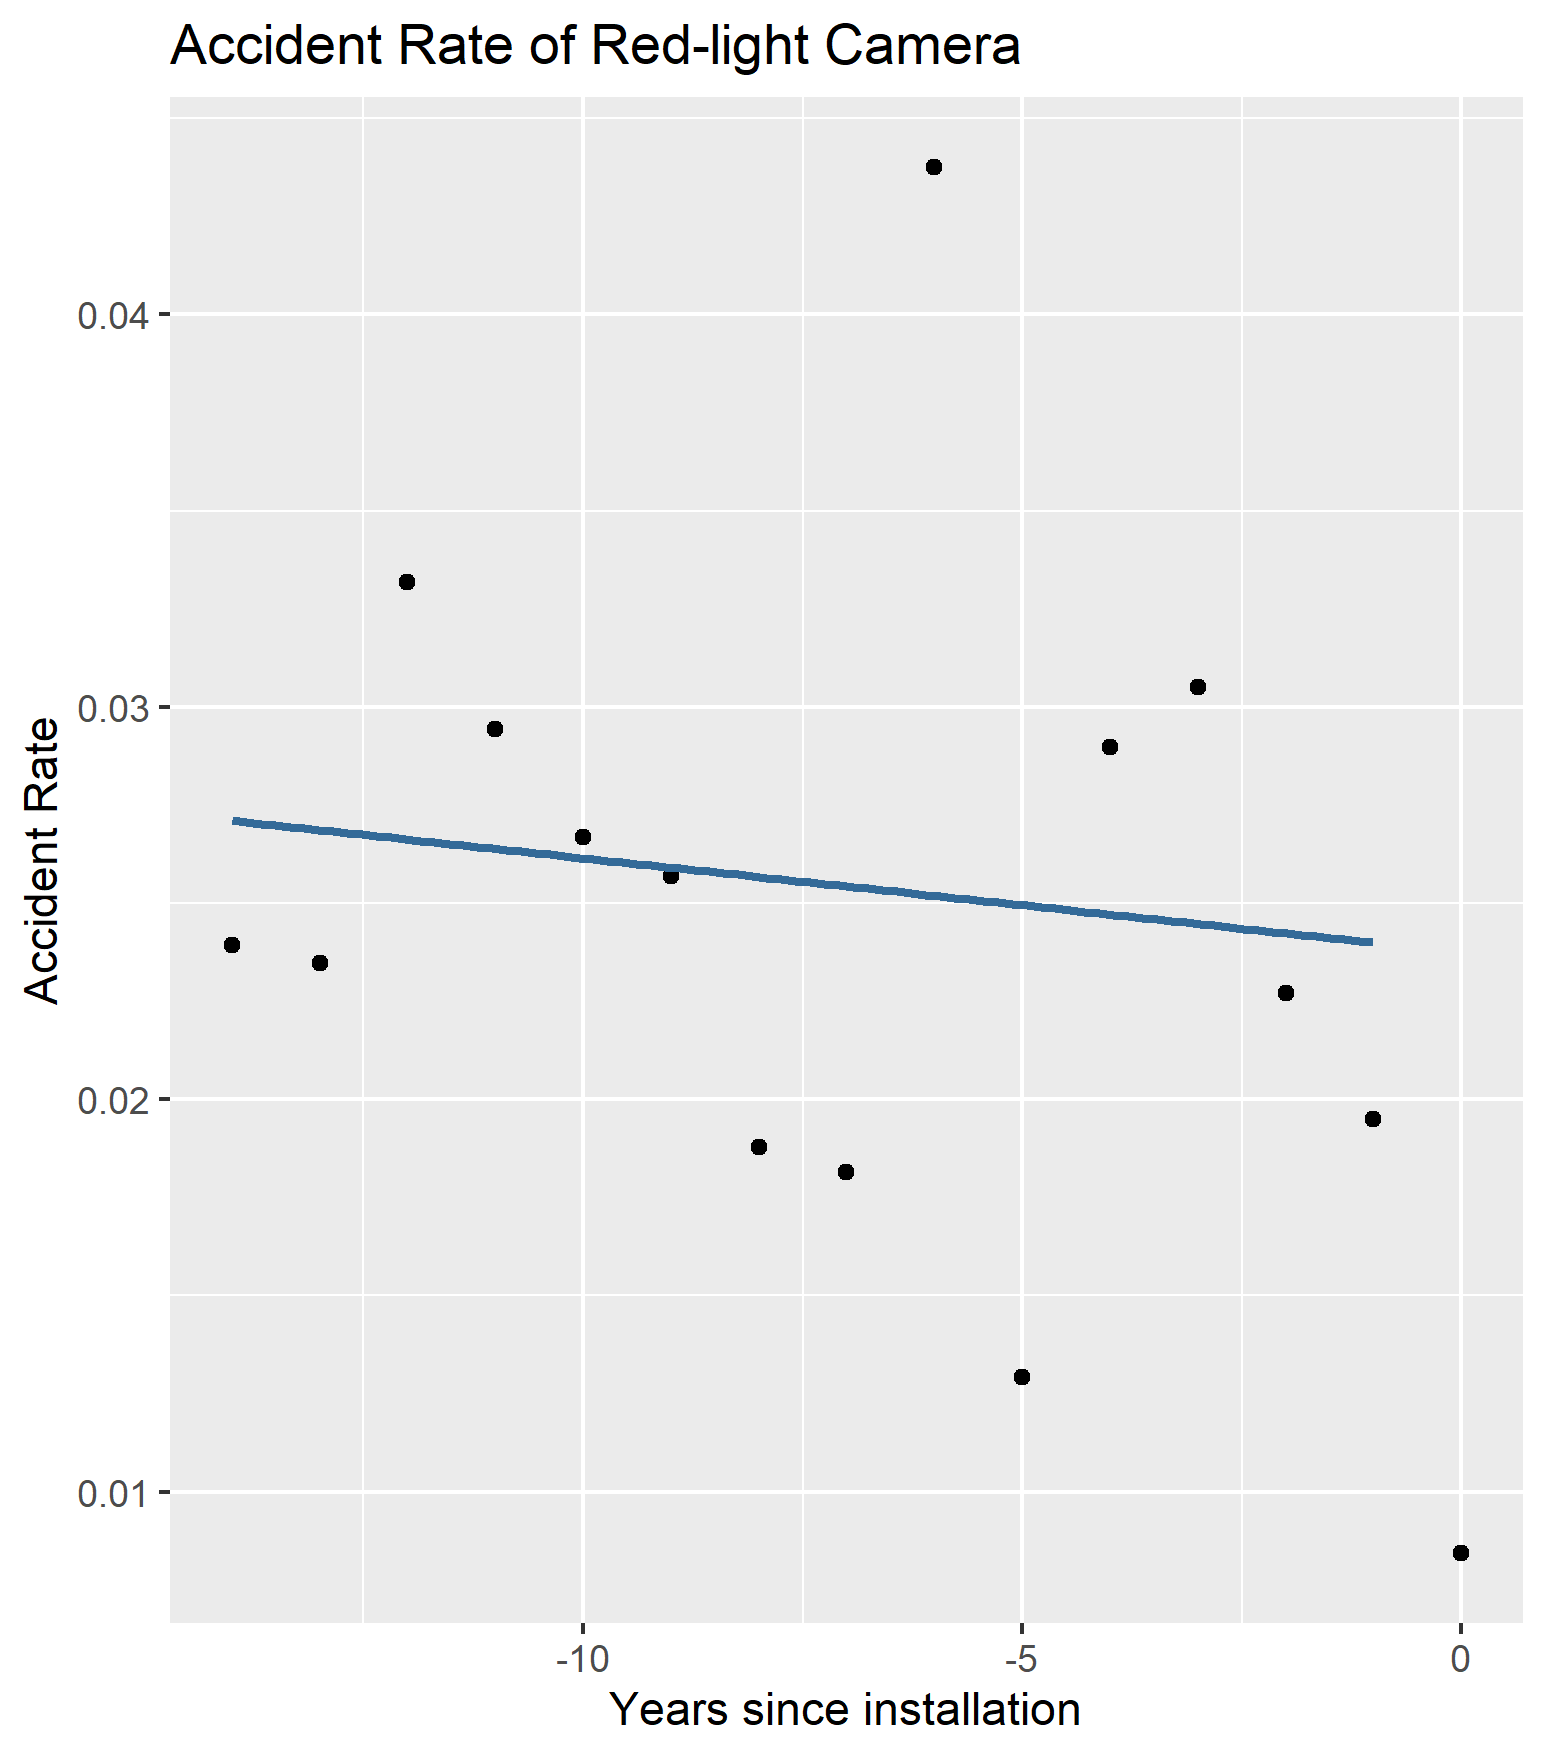 Accident Rate of Red-light Camera
0.04
0.03
0.02
0.01
Accident Rate
-10
-5
0
Years since installation